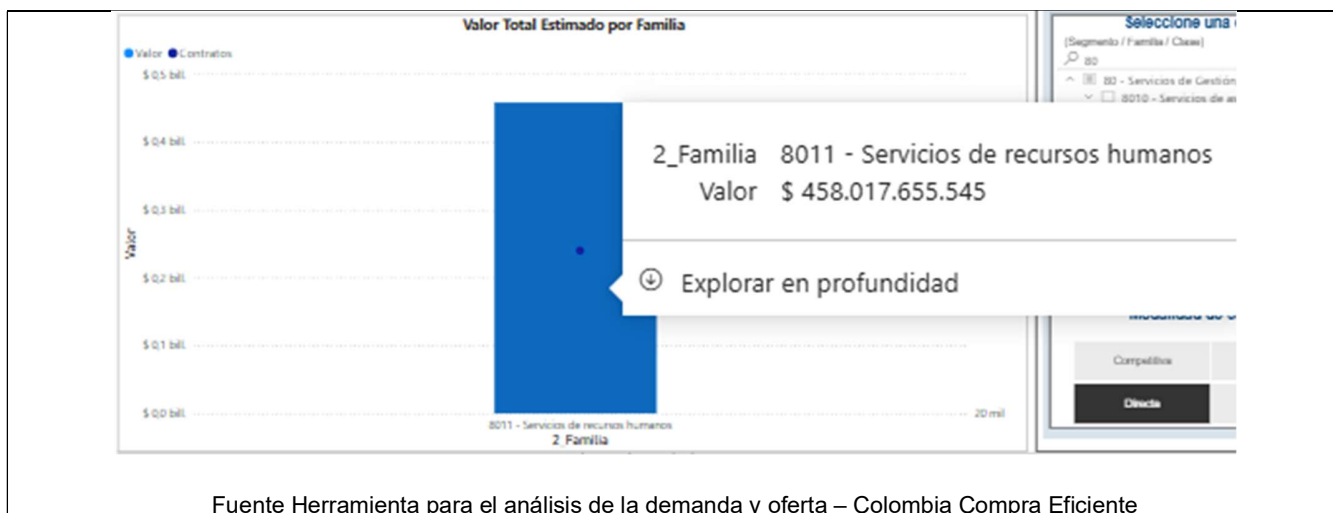 Valor Total Estimado por Familia
Valor Contratos
$ 0,5 bill.
$ 0,4 bill.
$ 0,3 bill.
$ 0,2 bill.
$ 0,1 bill.
$ 0,0 bill.
Valor
20 mil
8011 - Servicios de recursos humanos
2_Familia
2_Familia 8011 - Servicios de recursos humanos
Valor $ 458.017.655.545
Explorar en profundidad
Seleccione una
(Segmento / Familia / Clase)
80
80 - Servicios de Gestión
8010 - Servicios de
Modalidad de
Competitiva
Directa
Fuente Herramienta para el análisis de la demanda y oferta – Colombia Compra Eficiente